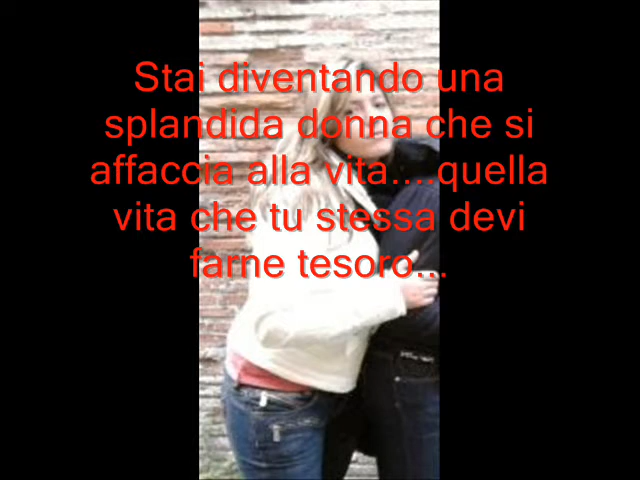 Stai diventando una
splandida donna che si
affaccia alla vita....quella
vita che tu stessa devi
farne tesoro...